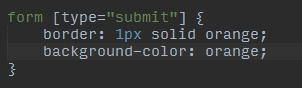 form [type="submit"] {
    border: 1px solid orange;
    background-color: orange;
}